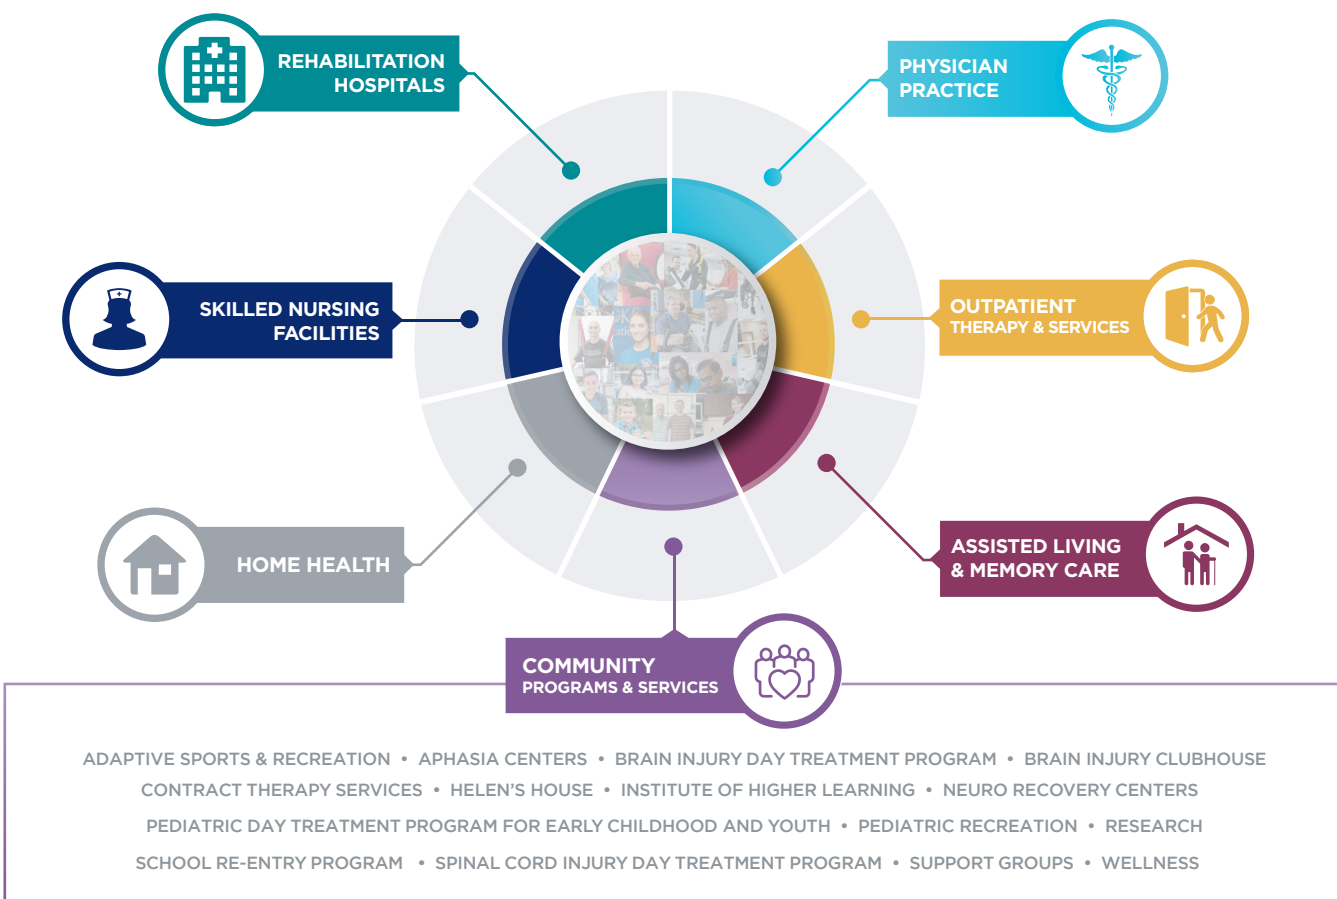 REHABILITATION
HOSPITALS
PHYSICIAN
PRACTICE
SKILLED NURSING
FACILITIES
OUTPATIENT
THERAPY & SERVICES
HOME HEALTH
ASSISTED LIVING
& MEMORY CARE
COMMUNITY
PROGRAMS & SERVICES
ADAPTIVE SPORTS & RECREATION • APHASIA CENTERS • BRAIN INJURY DAY TREATMENT PROGRAM • BRAIN INJURY CLUBHOUSE
CONTRACT THERAPY SERVICES • HELEN'S HOUSE • INSTITUTE OF HIGHER LEARNING • NEURO RECOVERY CENTERS
PEDIATRIC DAY TREATMENT PROGRAM FOR EARLY CHILDHOOD AND YOUTH • PEDIATRIC RECREATION • RESEARCH
SCHOOL RE-ENTRY PROGRAM • SPINAL CORD INJURY DAY TREATMENT PROGRAM • SUPPORT GROUPS • WELLNESS